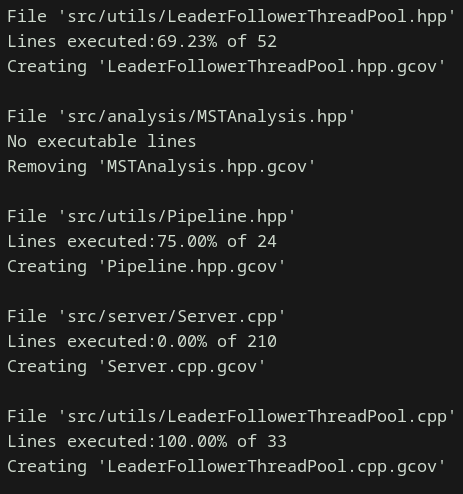 File 'src/utils/LeaderFollowerThreadPool.hpp'
Lines executed:69.23% of 52
Creating 'LeaderFollowerThreadPool.hpp.gcov'
File 'src/analysis/MSTAnalysis.hpp'
No executable lines
Removing 'MSTAnalysis.hpp.gcov'
File 'src/utils/Pipeline.hpp'
Lines executed:75.00% of 24
Creating 'Pipeline.hpp.gcov'
File 'src/server/Server.cpp'
Lines executed:0.00% of 210
Creating 'Server.cpp.gcov'
File 'src/utils/LeaderFollowerThreadPool.cpp'
Lines executed:100.00% of 33
Creating 'LeaderFollowerThreadPool.cpp.gcov'